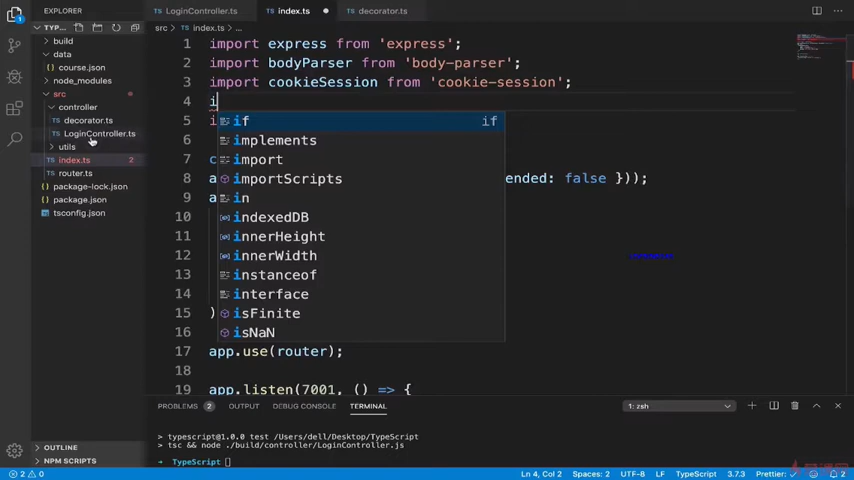 EXPLORER
TYP...
build
data
course.json
node_modules
src
controller
decorator.ts
LoginController.ts
utils
index.ts 2
router.ts
package-lock.json
package.json
tsconfig.json
OUTLINE
NPM SCRIPTS
LoginController.ts
index.ts
decorator.ts
src > index.ts > ...
1 import express from 'express';
2 import bodyParser from 'body-parser';
3 import cookieSession from 'cookie-session';
4 i
5 i
6
7 c
8 a ended: false }));
9 a
10
11
12
13
14
15 )
16
17 app.use(router);
18
19 app.listen(7001, () => {
if if
implements
import
importScripts
in
indexedDB
innerHeight
innerWidth
instanceof
interface
isFinite
isNaN
PROBLEMS 2 OUTPUT DEBUG CONSOLE TERMINAL
1: zsh
> typescript@1.0.0 test /Users/dell/Desktop/TypeScript
> tsc && node ./build/controller/LoginController.js
→ TypeScript
2 0 Ln 4, Col 2 Spaces: 2 UTF-8 LF TypeScript 3.7.3 Prettier: ✓ 2